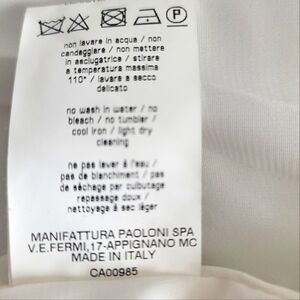 non lavare in acqua / non
candeggiare / non mettere
in asciugatrice / stirare
a temperatura massima
110° / lavare a secco
delicato
no wash in water / no
bleach / no tumbler /
cool iron / light dry
cleaning
ne pas laver à l'eau /
pas de blanchiment / pas
de séchage par culbutage
repassage doux /
nettoyage à sec léger
MANIFATTURA PAOLONI SPA
V.E.FERMI,17-APPIGNANO MC
MADE IN ITALY
CA00985